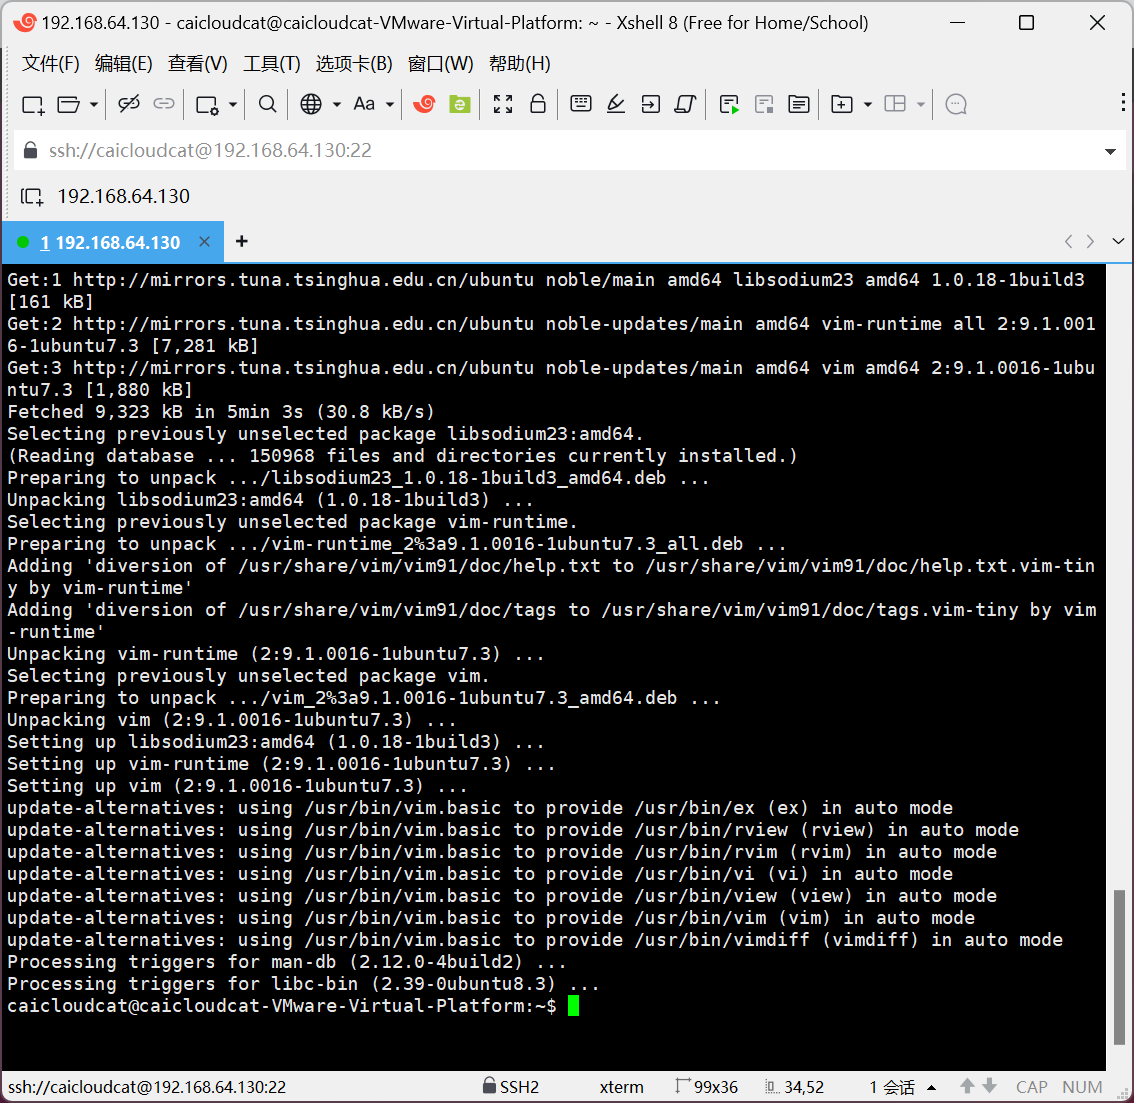 192.168.64.130 - caicloudcat@caicloudcat-VMware-Virtual-Platform: ~ - Xshell 8 (Free for Home/School)
文件(F) 编辑(E) 查看(V) 工具(T) 选项卡(B) 窗口(W) 帮助(H)
Aa
ssh://caicloudcat@192.168.64.130:22
192.168.64.130
1 192.168.64.130
Get:1 http://mirrors.tuna.tsinghua.edu.cn/ubuntu noble/main amd64 libsodium23 amd64 1.0.18-1build3
[161 kB]
Get:2 http://mirrors.tuna.tsinghua.edu.cn/ubuntu noble-updates/main amd64 vim-runtime all 2:9.1.001
6-1ubuntu7.3 [7,281 kB]
Get:3 http://mirrors.tuna.tsinghua.edu.cn/ubuntu noble-updates/main amd64 vim amd64 2:9.1.0016-1ubu
ntu7.3 [1,880 kB]
Fetched 9,323 kB in 5min 3s (30.8 kB/s)
Selecting previously unselected package libsodium23:amd64.
(Reading database ... 150968 files and directories currently installed.)
Preparing to unpack .../libsodium23_1.0.18-1build3_amd64.deb ...
Unpacking libsodium23:amd64 (1.0.18-1build3) ...
Selecting previously unselected package vim-runtime.
Preparing to unpack .../vim-runtime_2%3a9.1.0016-1ubuntu7.3_all.deb ...
Adding 'diversion of /usr/share/vim/vim91/doc/help.txt to /usr/share/vim/vim91/doc/help.txt.vim-tin
y by vim-runtime'
Adding 'diversion of /usr/share/vim/vim91/doc/tags to /usr/share/vim/vim91/doc/tags.vim-tiny by vim
-runtime'
Unpacking vim-runtime (2:9.1.0016-1ubuntu7.3) ...
Selecting previously unselected package vim.
Preparing to unpack .../vim_2%3a9.1.0016-1ubuntu7.3_amd64.deb ...
Unpacking vim (2:9.1.0016-1ubuntu7.3) ...
Setting up libsodium23:amd64 (1.0.18-1build3) ...
Setting up vim-runtime (2:9.1.0016-1ubuntu7.3) ...
Setting up vim (2:9.1.0016-1ubuntu7.3) ...
update-alternatives: using /usr/bin/vim.basic to provide /usr/bin/ex (ex) in auto mode
update-alternatives: using /usr/bin/vim.basic to provide /usr/bin/rview (rview) in auto mode
update-alternatives: using /usr/bin/vim.basic to provide /usr/bin/rvim (rvim) in auto mode
update-alternatives: using /usr/bin/vim.basic to provide /usr/bin/vi (vi) in auto mode
update-alternatives: using /usr/bin/vim.basic to provide /usr/bin/view (view) in auto mode
update-alternatives: using /usr/bin/vim.basic to provide /usr/bin/vim (vim) in auto mode
update-alternatives: using /usr/bin/vim.basic to provide /usr/bin/vimdiff (vimdiff) in auto mode
Processing triggers for man-db (2.12.0-4build2) ...
Processing triggers for libc-bin (2.39-0ubuntu8.3) ...
caicloudcat@caicloudcat-VMware-Virtual-Platform:~$
ssh://caicloudcat@192.168.64.130:22 SSH2 xterm 99x36 34,52 1 会话 CAP NUM